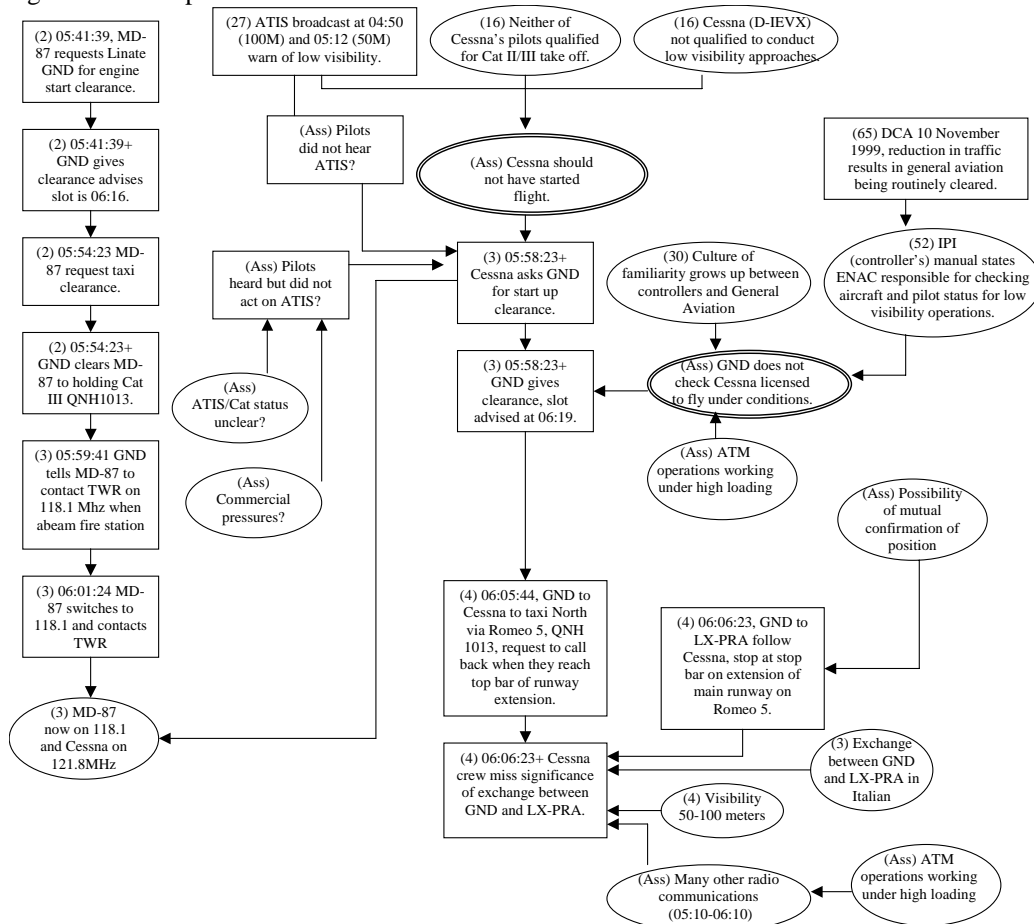 (2) 05:41:39, MD-
87 requests Linate
GND for engine
start clearance.
(2) 05:41:39+
GND gives
clearance advises
slot is 06:16.
(2) 05:54:23 MD-
87 request taxi
clearance.
(2) 05:54:23+
GND clears MD-
87 to holding Cat
III QNH1013.
(3) 05:59:41 GND
tells MD-87 to
contact TWR on
118.1 Mhz when
abeam fire station
(3) 06:01:24 MD-
87 switches to
118.1 and contacts
TWR
(3) MD-87
now on 118.1
and Cessna on
121.8MHz
(27) ATIS broadcast at 04:50
(100M) and 05:12 (50M)
warn of low visibility.
(Ass) Pilots
did not hear
ATIS?
(Ass) Pilots
heard but did not
act on ATIS?
(Ass)
ATIS/Cat status
unclear?
(Ass)
Commercial
pressures?
(16) Neither of
Cessna's pilots qualified
for Cat II/III take off.
(16) Cessna (D-IEVX)
not qualified to conduct
low visibility approaches.
(Ass) Cessna should
not have started
flight.
(3) 05:58:23+
Cessna asks GND
for start up
clearance.
(3) 05:58:23+
GND gives
clearance, slot
advised at 06:19.
(65) DCA 10 November
1999, reduction in traffic
results in general aviation
being routinely cleared.
(52) IPI
(controller's) manual states
ENAC responsible for checking
aircraft and pilot status for low
visibility operations.
(30) Culture of
familiarity grows up between
controllers and General
Aviation
(Ass) GND does not
check Cessna licensed
to fly under conditions.
(Ass) ATM
operations working
under high loading
(Ass) Possibility
of mutual
confirmation of
position
(4) 06:05:44, GND to
Cessna to taxi North
via Romeo 5, QNH
1013, request to call
back when they reach
top bar of runway
extension.
(4) 06:06:23, GND to
LX-PRA follow
Cessna, stop at stop
bar on extension of
main runway on
Romeo 5.
(4) 06:06:23+ Cessna
crew miss significance
of exchange between
GND and LX-PRA.
(3) Exchange
between GND
and LX-PRA in
Italian
(4) Visibility
50-100 meters
(Ass) Many other radio
communications
(05:10-06:10)
(Ass) ATM
operations working
under high loading